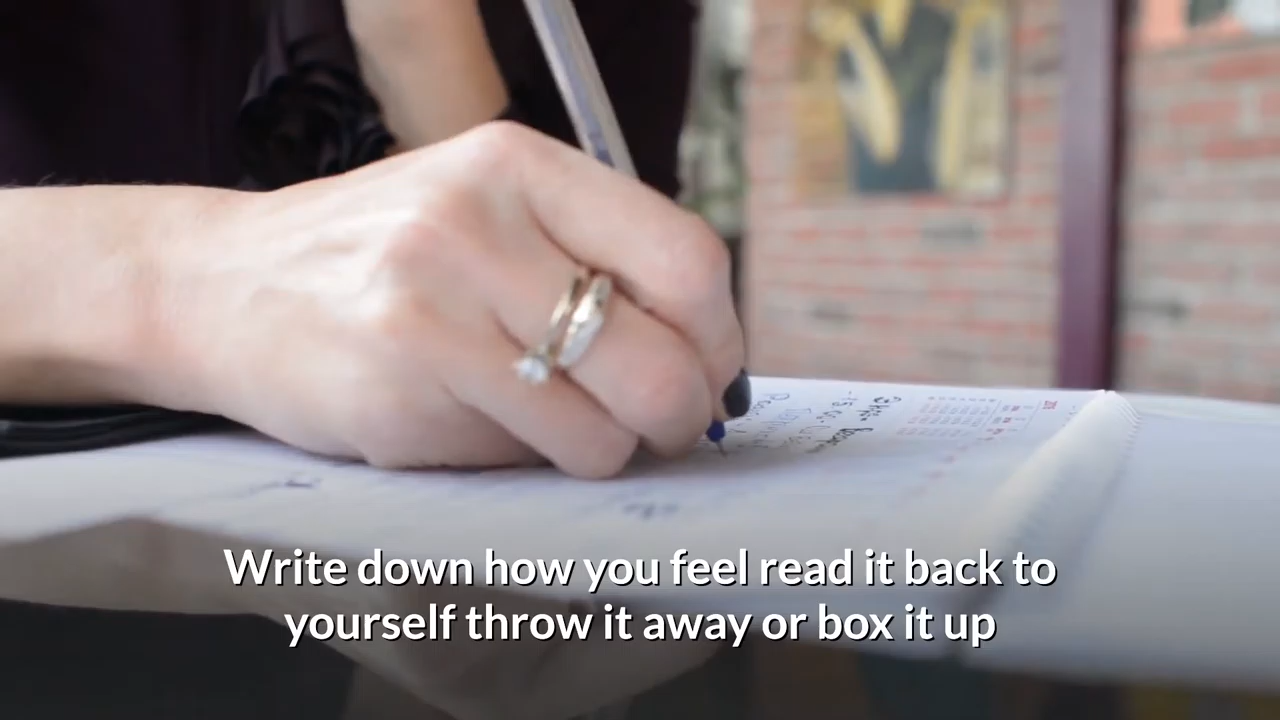 Write down how you feel read it back to
yourself throw it away or box it up